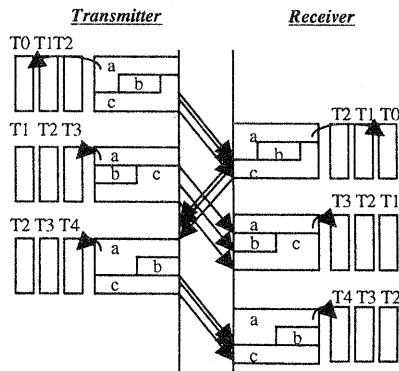 Transmitter
Receiver
T0 T1 T2
a
b
c
T2 T1 T0
a
b
c
T1 T2 T3
a
b c
T3 T2 T1
a
b c
T2 T3 T4
a
b
c
T4 T3 T2
a
b
c